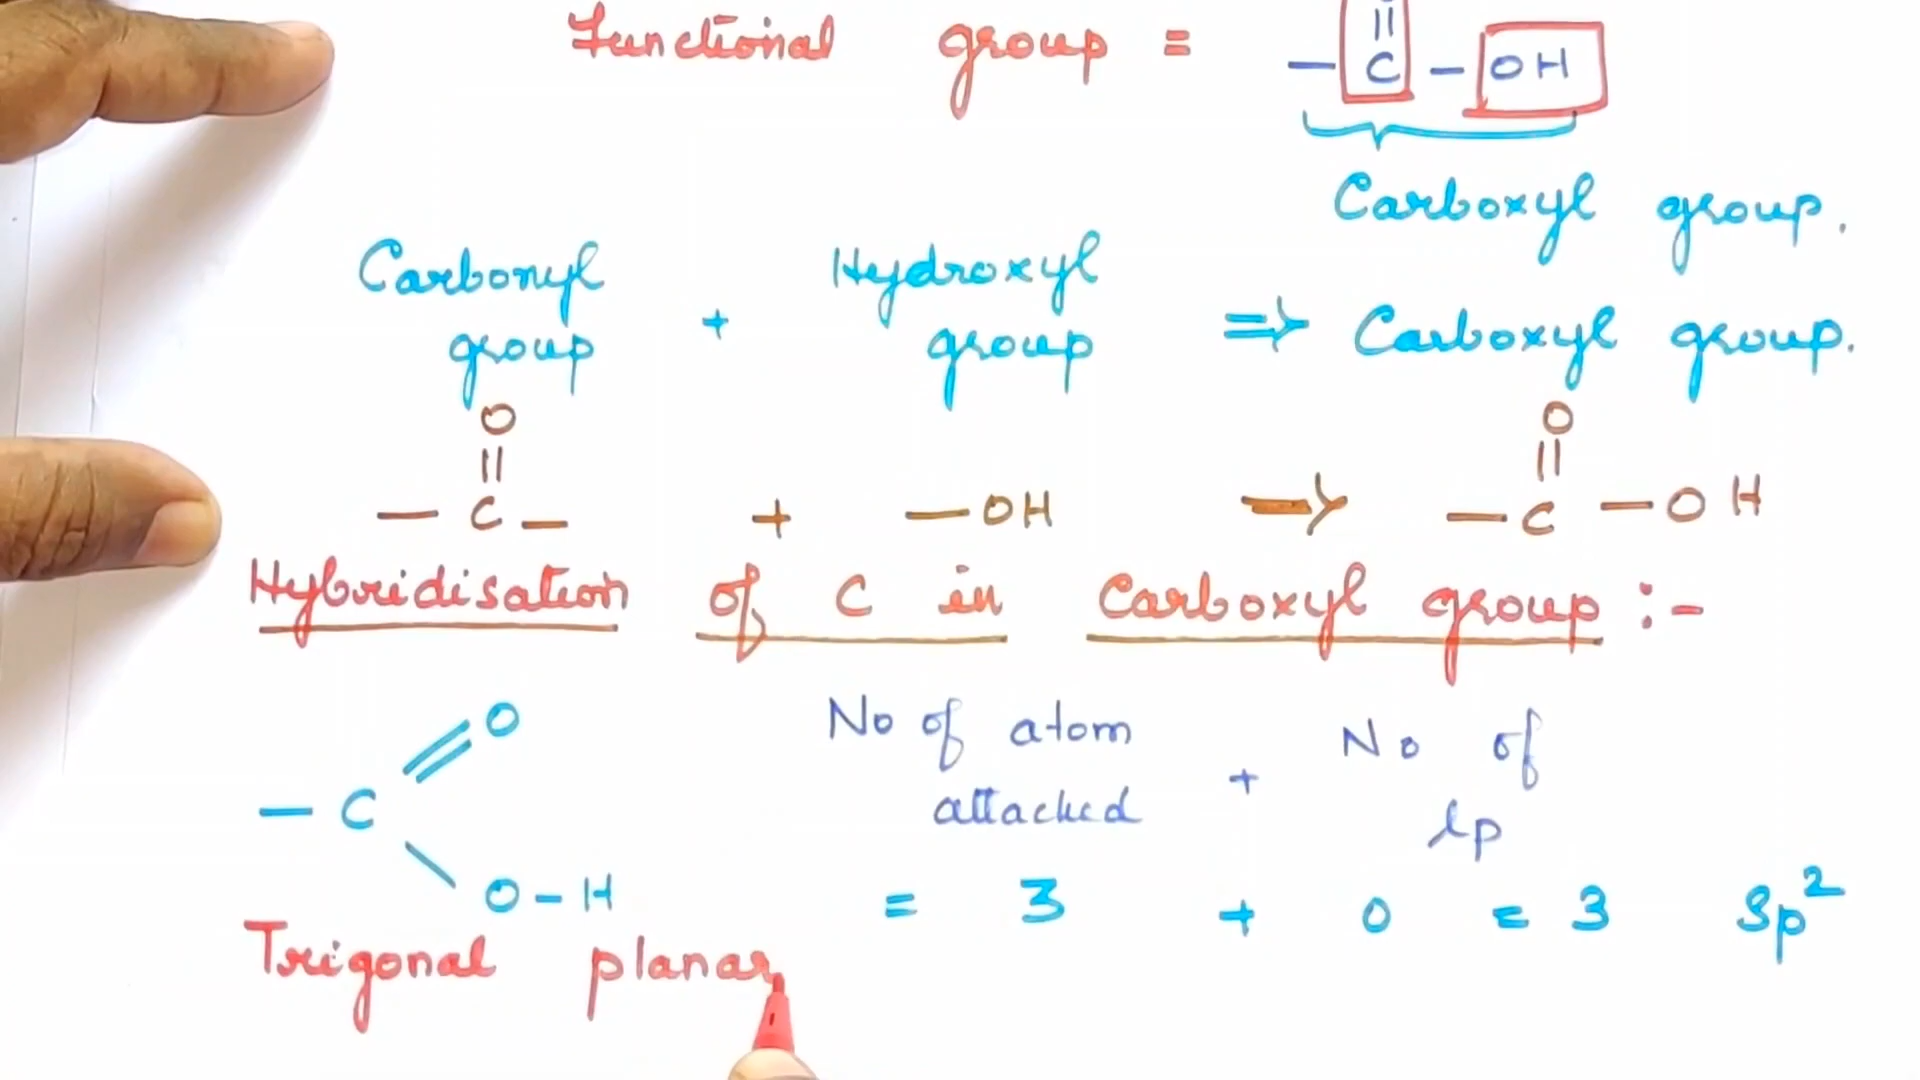 Functional group = — C — OH
||
Carboxyl group.
Carbonyl group + Hydroxyl group => Carboxyl group.
O O
|| ||
— C — + — OH → — C — O H
Hybridisation of C in Carboxyl group :-
No of atom attached + No of lp
O
— C
O - H
= 3 + 0 = 3 Sp²
Trigonal planar